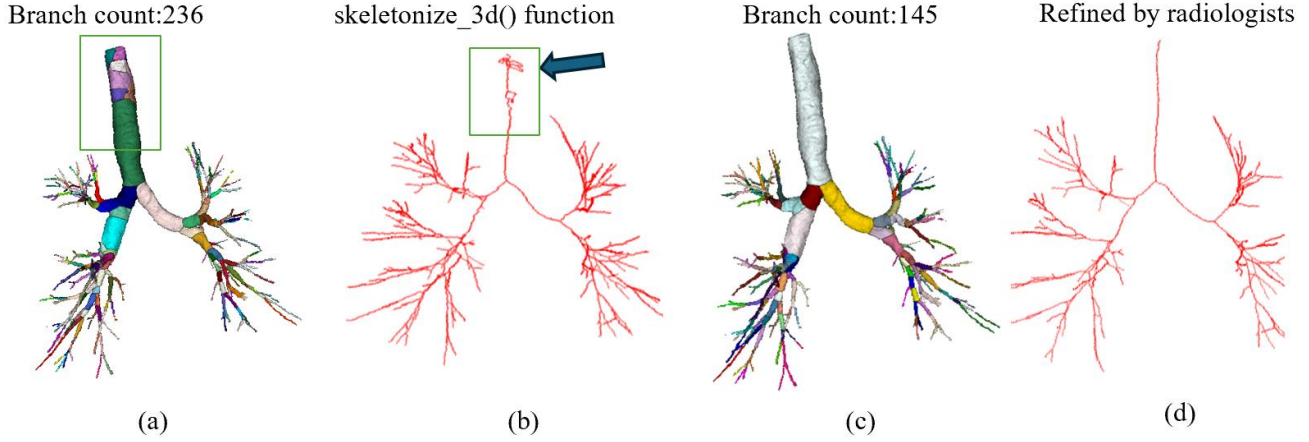 Branch count:236
skeletonize_3d() function
Branch count:145
Refined by radiologists
(a)
(b)
(c)
(d)